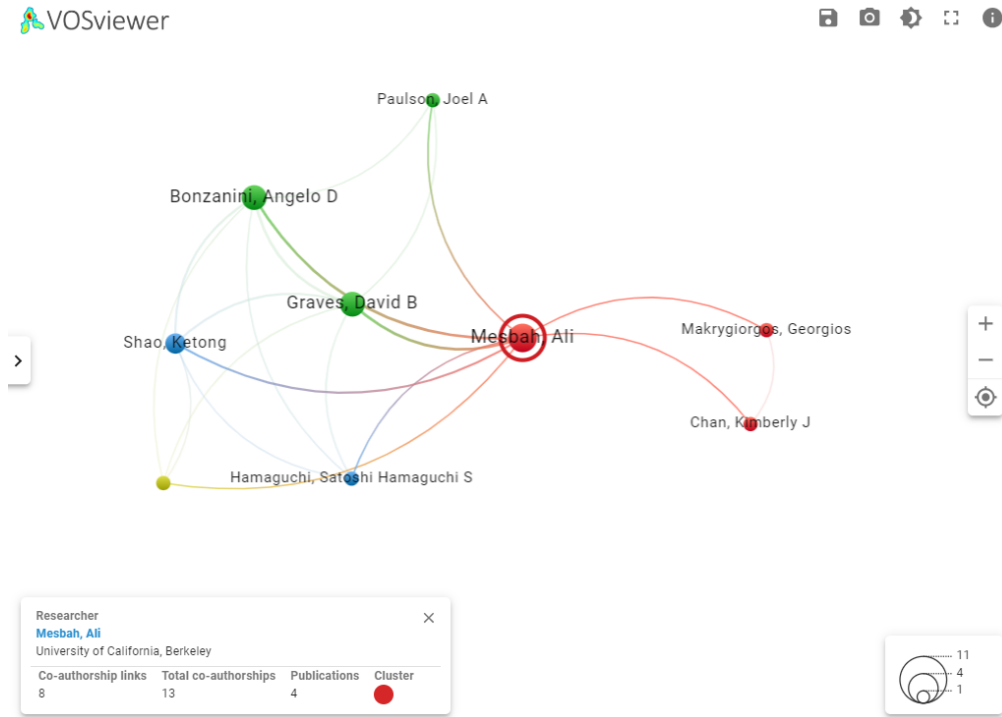 VOSviewer
Paulson, Joel A
Bonzanini, Angelo D
Graves, David B
Mesbah, Ali
Makrygiorgos, Georgios
Shao, Ketong
Chan, Kimberly J
Hamaguchi, Satoshi Hamaguchi S
Researcher
Mesbah, Ali
University of California, Berkeley
Co-authorship links Total co-authorships Publications Cluster
8 13 4
11
4
1